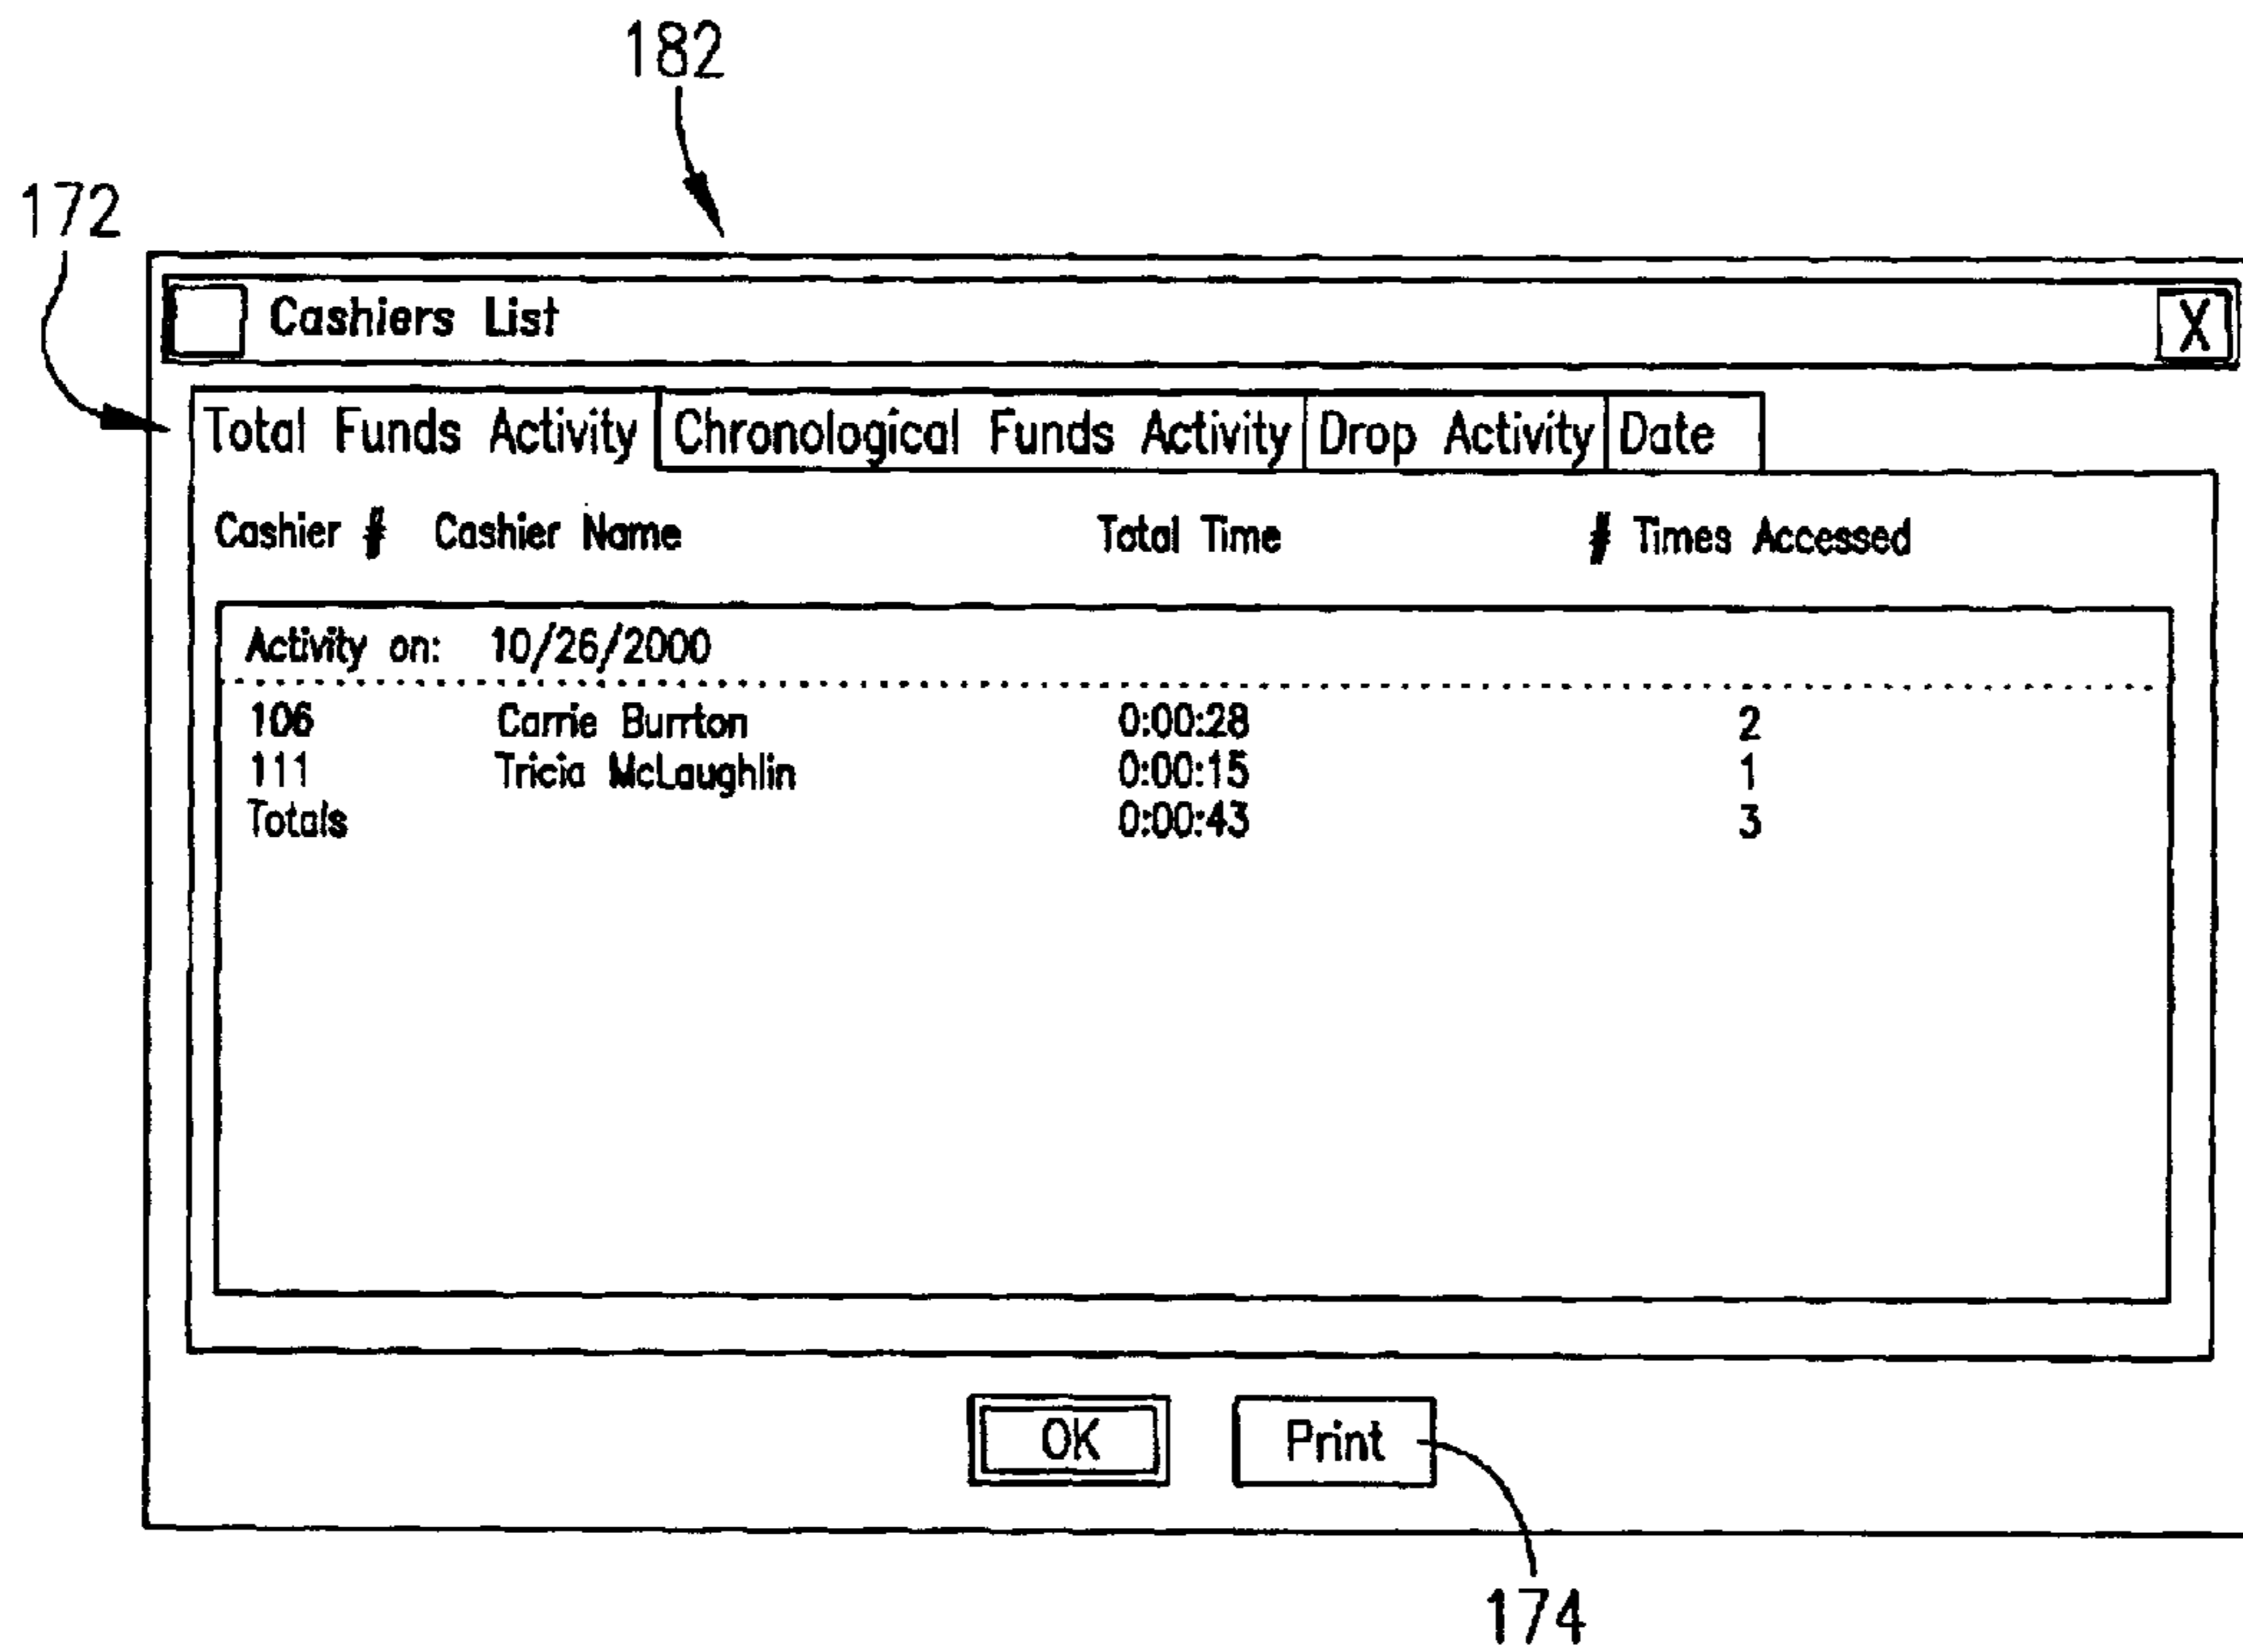 182
172
Cashiers List X
Total Funds Activity Chronological Funds Activity Drop Activity Date
Cashier # Cashier Name Total Time # Times Accessed
Activity on: 10/26/2000
106 Carrie Burrton 0:00:28 2
111 Tricia McLaughlin 0:00:15 1
Totals 0:00:43 3
OK Print
174